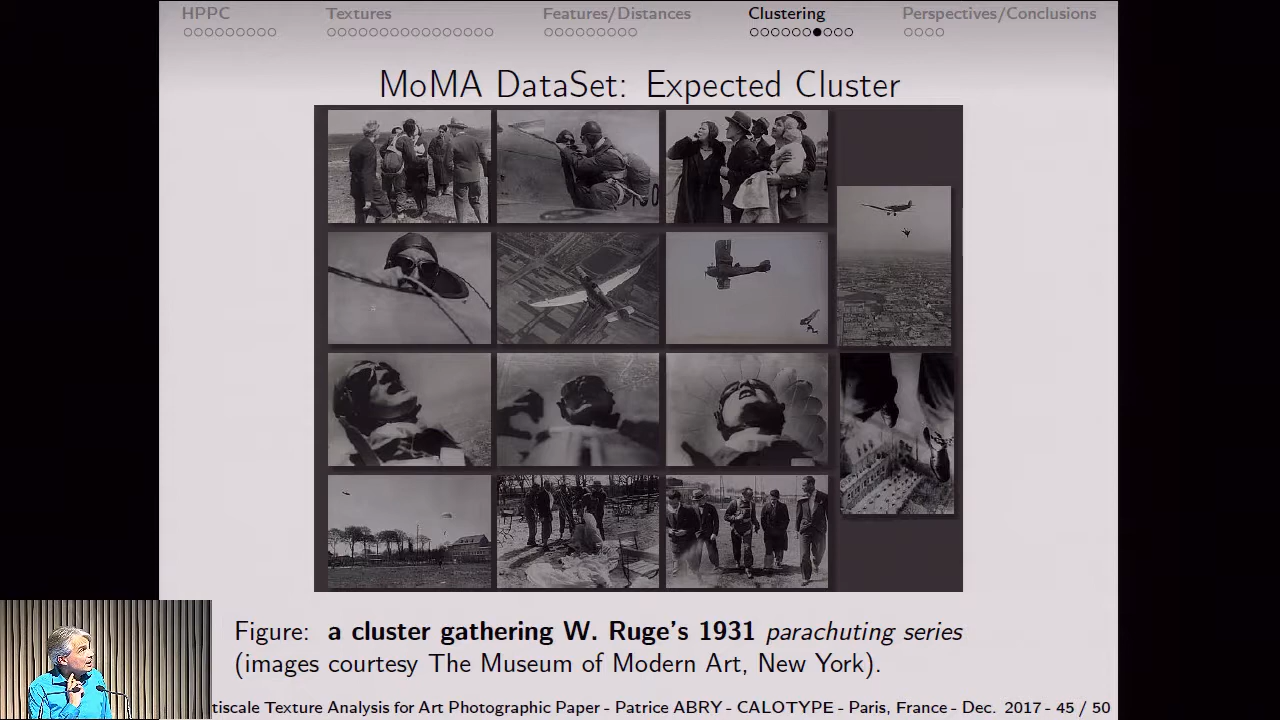 HPPC Textures Features/Distances Clustering Perspectives/Conclusions
MoMA DataSet: Expected Cluster
Figure: a cluster gathering W. Ruge's 1931 parachuting series
(images courtesy The Museum of Modern Art, New York).
tiscale Texture Analysis for Art Photographic Paper - Patrice ABRY - CALOTYPE - Paris, France - Dec. 2017 - 45 / 50